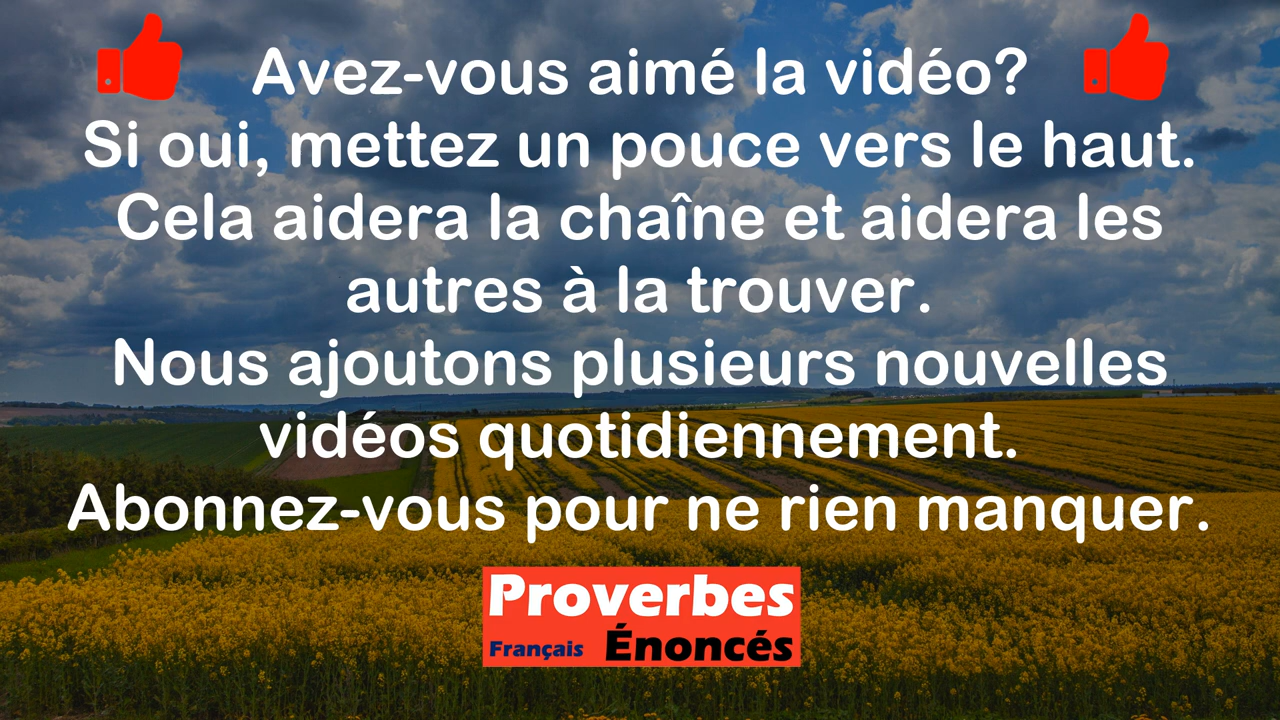 Avez-vous aimé la vidéo?
Si oui, mettez un pouce vers le haut.
Cela aidera la chaîne et aidera les
autres à la trouver.
Nous ajoutons plusieurs nouvelles
vidéos quotidiennement.
Abonnez-vous pour ne rien manquer.
Proverbes
Français Énoncés